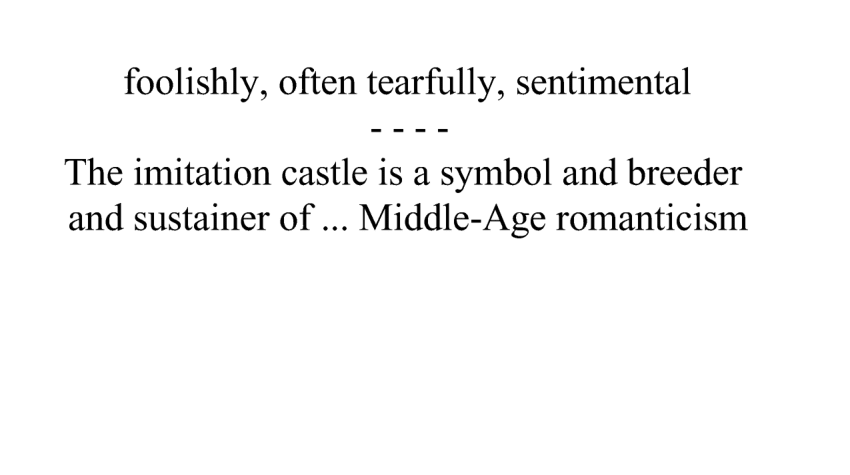 foolishly, often tearfully, sentimental
- - - -
The imitation castle is a symbol and breeder
and sustainer of ... Middle-Age romanticism